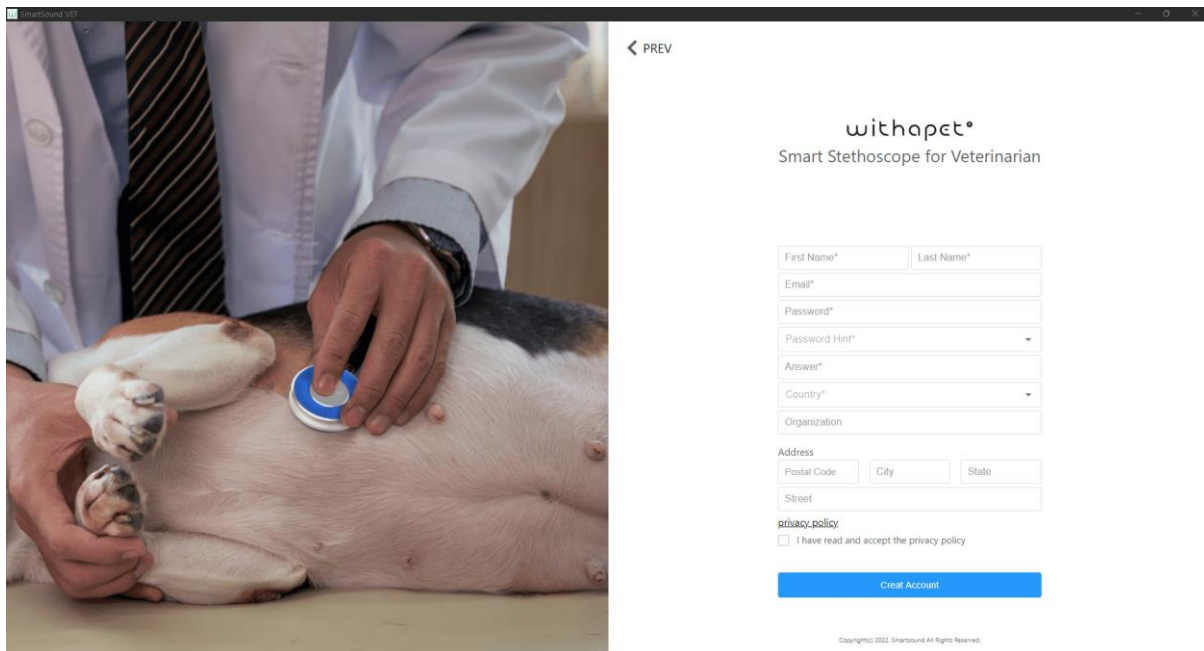 SmartSound VET
PREV
withapet
Smart Stethoscope for Veterinarian
First Name* Last Name*
Email*
Password*
Password Hint*
Answer*
Country*
Organization
Address
Postal Code City State
Street
privacy policy
I have read and accept the privacy policy
Creat Account
Copyright(c) 2022. Smartsound All Rights Reserved.